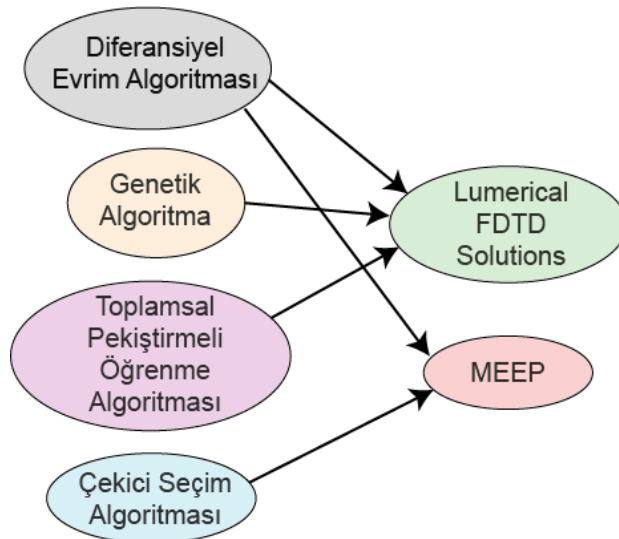 Diferansiyel
Evrim Algoritması
Genetik
Algoritma
Toplamsal
Pekiştirmeli
Öğrenme
Algoritması
Çekici Seçim
Algoritması
Lumerical
FDTD
Solutions
MEEP